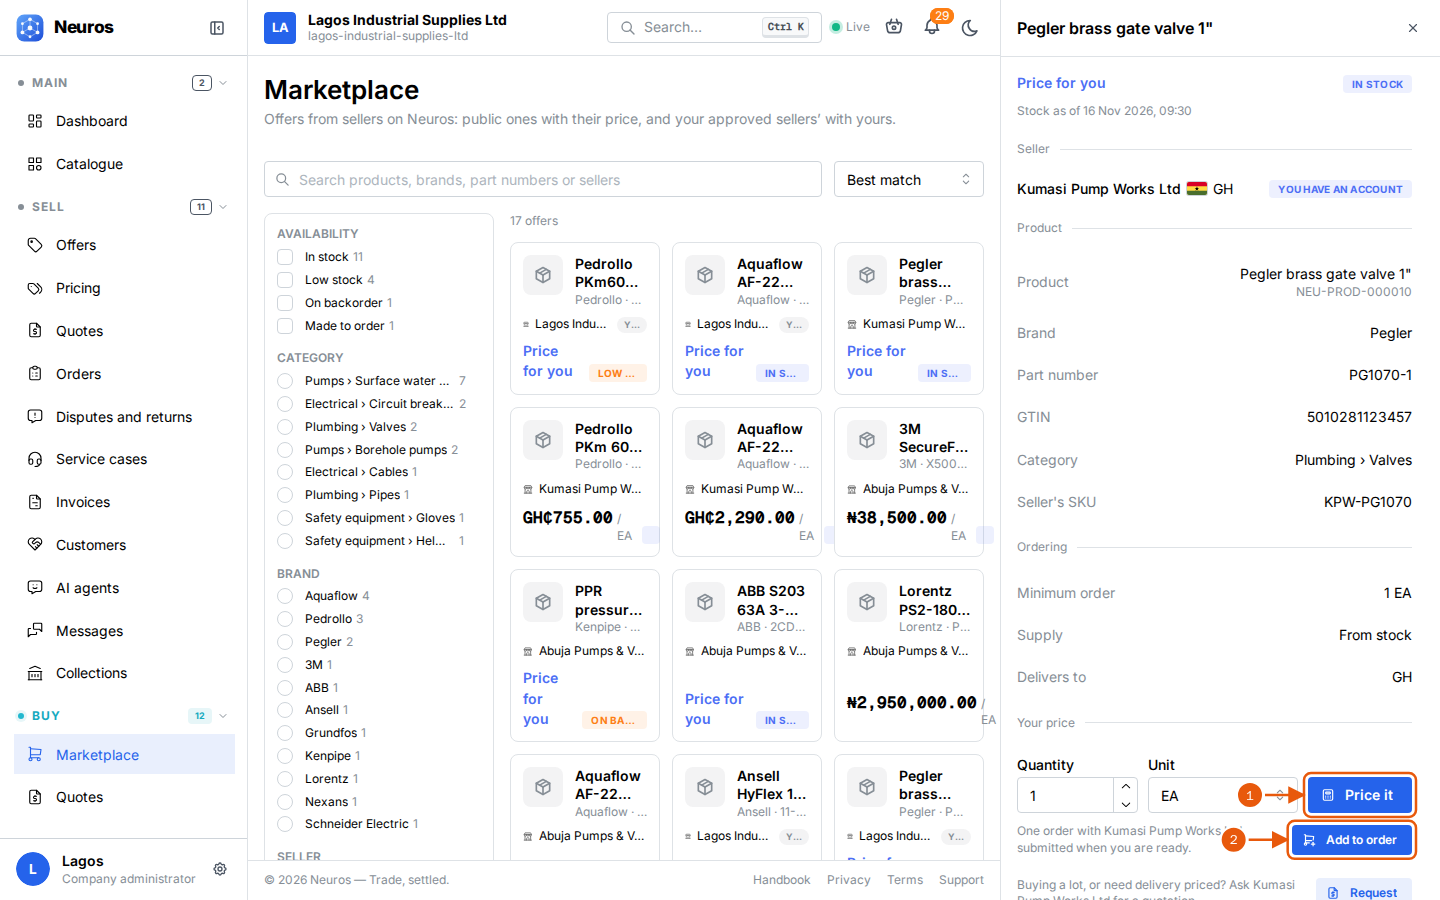 Neuros
MAIN 2
Dashboard
Catalogue
SELL 11
Offers
Pricing
Quotes
Orders
Disputes and returns
Service cases
Invoices
Customers
AI agents
Messages
Collections
BUY 12
Marketplace
Quotes
L
Lagos
Company administrator
LA
Lagos Industrial Supplies Ltd
lagos-industrial-supplies-ltd
Search... Ctrl K
Live
29
Marketplace
Offers from sellers on Neuros: public ones with their price, and your approved sellers’ with yours.
Search products, brands, part numbers or sellers
Best match
AVAILABILITY
In stock 11
Low stock 4
On backorder 1
Made to order 1
CATEGORY
Pumps › Surface water ... 7
Electrical › Circuit break... 2
Plumbing › Valves 2
Pumps › Borehole pumps 2
Electrical › Cables 1
Plumbing › Pipes 1
Safety equipment › Gloves 1
Safety equipment › Hel... 1
BRAND
Aquaflow 4
Pedrollo 3
Pegler 2
3M 1
ABB 1
Ansell 1
Grundfos 1
Kenpipe 1
Lorentz 1
Nexans 1
Schneider Electric 1
SELLER
17 offers
Pedrollo
PKm60...
Pedrollo · ...
Lagos Indu... Y...
Price
for you
LOW ...
Aquaflow
AF-22...
Aquaflow · ...
Lagos Indu... Y...
Price for
you
IN S...
Pegler
brass...
Pegler · P...
Kumasi Pump W...
Price for
you
IN S...
Pedrollo
PKm 60...
Pedrollo · ...
Kumasi Pump W...
GH₵755.00 /
EA
Aquaflow
AF-22...
Aquaflow · ...
Kumasi Pump W...
GH₵2,290.00 /
EA
3M
SecureF...
3M · X500...
Abuja Pumps & V...
₦38,500.00 /
EA
PPR
pressur...
Kenpipe · ...
Abuja Pumps & V...
Price
for
you
ON BA...
ABB S203
63A 3-...
ABB · 2CD...
Abuja Pumps & V...
Price for
you
IN S...
Lorentz
PS2-180...
Lorentz · P...
Abuja Pumps & V...
₦2,950,000.00 /
EA
Aquaflow
AF-22...
Aquaflow · ...
Abuja Pumps & V...
Ansell
HyFlex 1...
Ansell · 11-...
Lagos Indu... Y...
Pegler
brass...
Pegler · P...
Lagos Indu... Y...
© 2026 Neuros — Trade, settled.
Handbook Privacy Terms Support
Pegler brass gate valve 1"
Price for you
IN STOCK
Stock as of 16 Nov 2026, 09:30
Seller
Kumasi Pump Works Ltd GH
YOU HAVE AN ACCOUNT
Product
Product Pegler brass gate valve 1"
NEU-PROD-000010
Brand Pegler
Part number PG1070-1
GTIN 5010281123457
Category Plumbing › Valves
Seller's SKU KPW-PG1070
Ordering
Minimum order 1 EA
Supply From stock
Delivers to GH
Your price
Quantity Unit
1 EA 1 Price it
One order with Kumasi Pump Works
submitted when you are ready.
2 Add to order
Buying a lot, or need delivery priced? Ask Kumasi
Pump Works Ltd for a quotation
Request